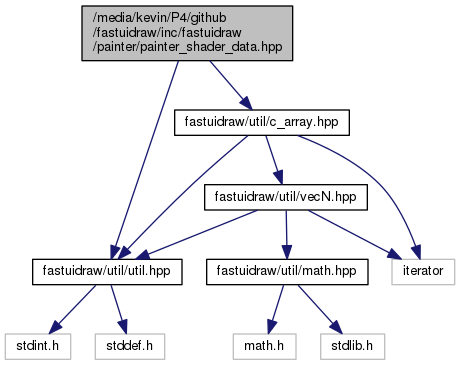 /media/kevin/P4/github
/fastuidraw/inc/fastuidraw
/painter/painter_shader_data.hpp
fastuidraw/util/c_array.hpp
fastuidraw/util/vecN.hpp
fastuidraw/util/util.hpp
fastuidraw/util/math.hpp
iterator
stdint.h
stddef.h
math.h
stdlib.h